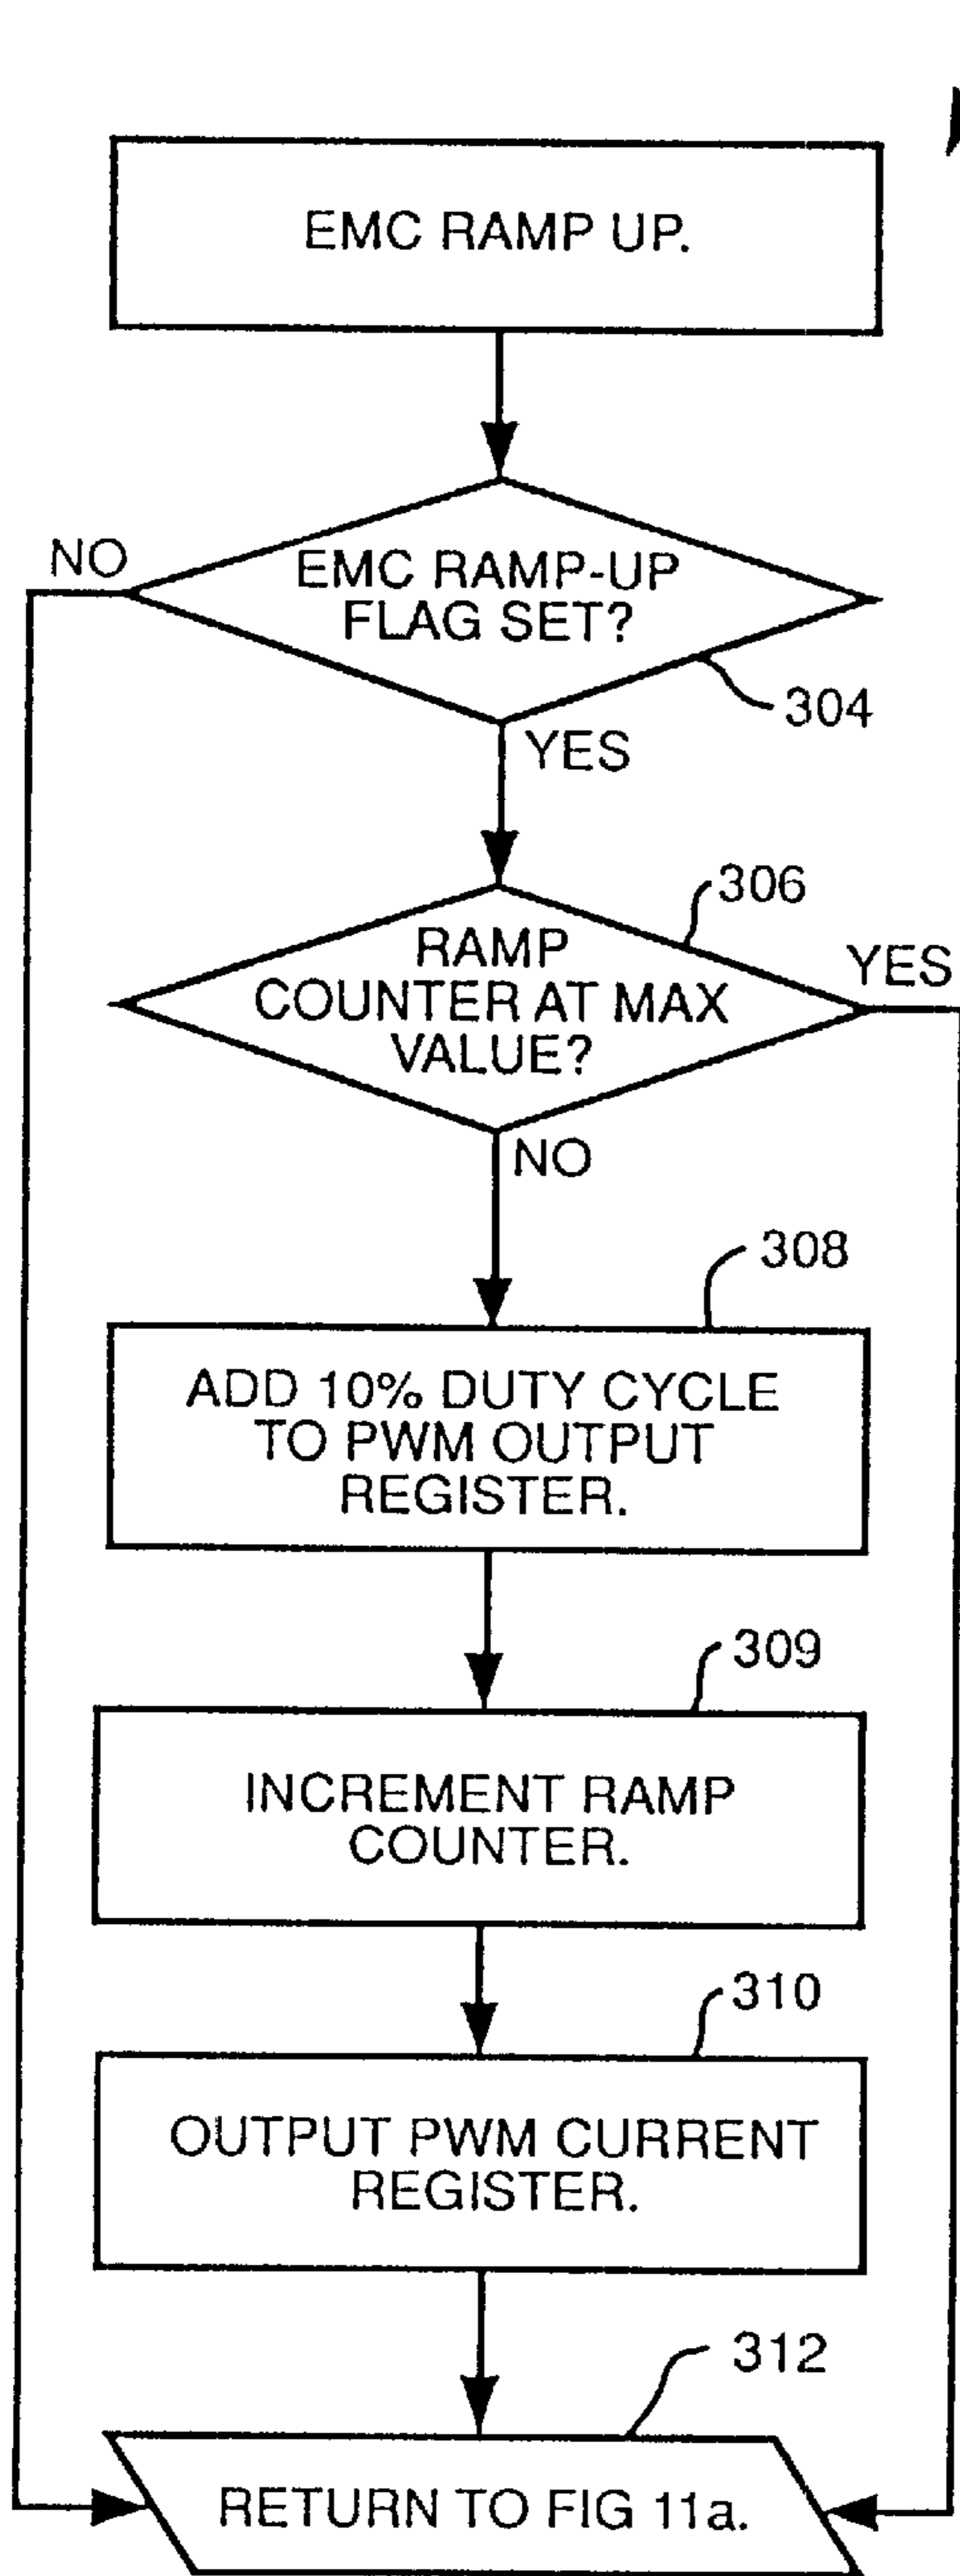 EMC RAMP UP.
NO
EMC RAMP-UP
FLAG SET?
304
YES
306
RAMP
COUNTER AT MAX
VALUE?
YES
NO
308
ADD 10% DUTY CYCLE
TO PWM OUTPUT
REGISTER.
309
INCREMENT RAMP
COUNTER.
310
OUTPUT PWM CURRENT
REGISTER.
312
RETURN TO FIG 11a.